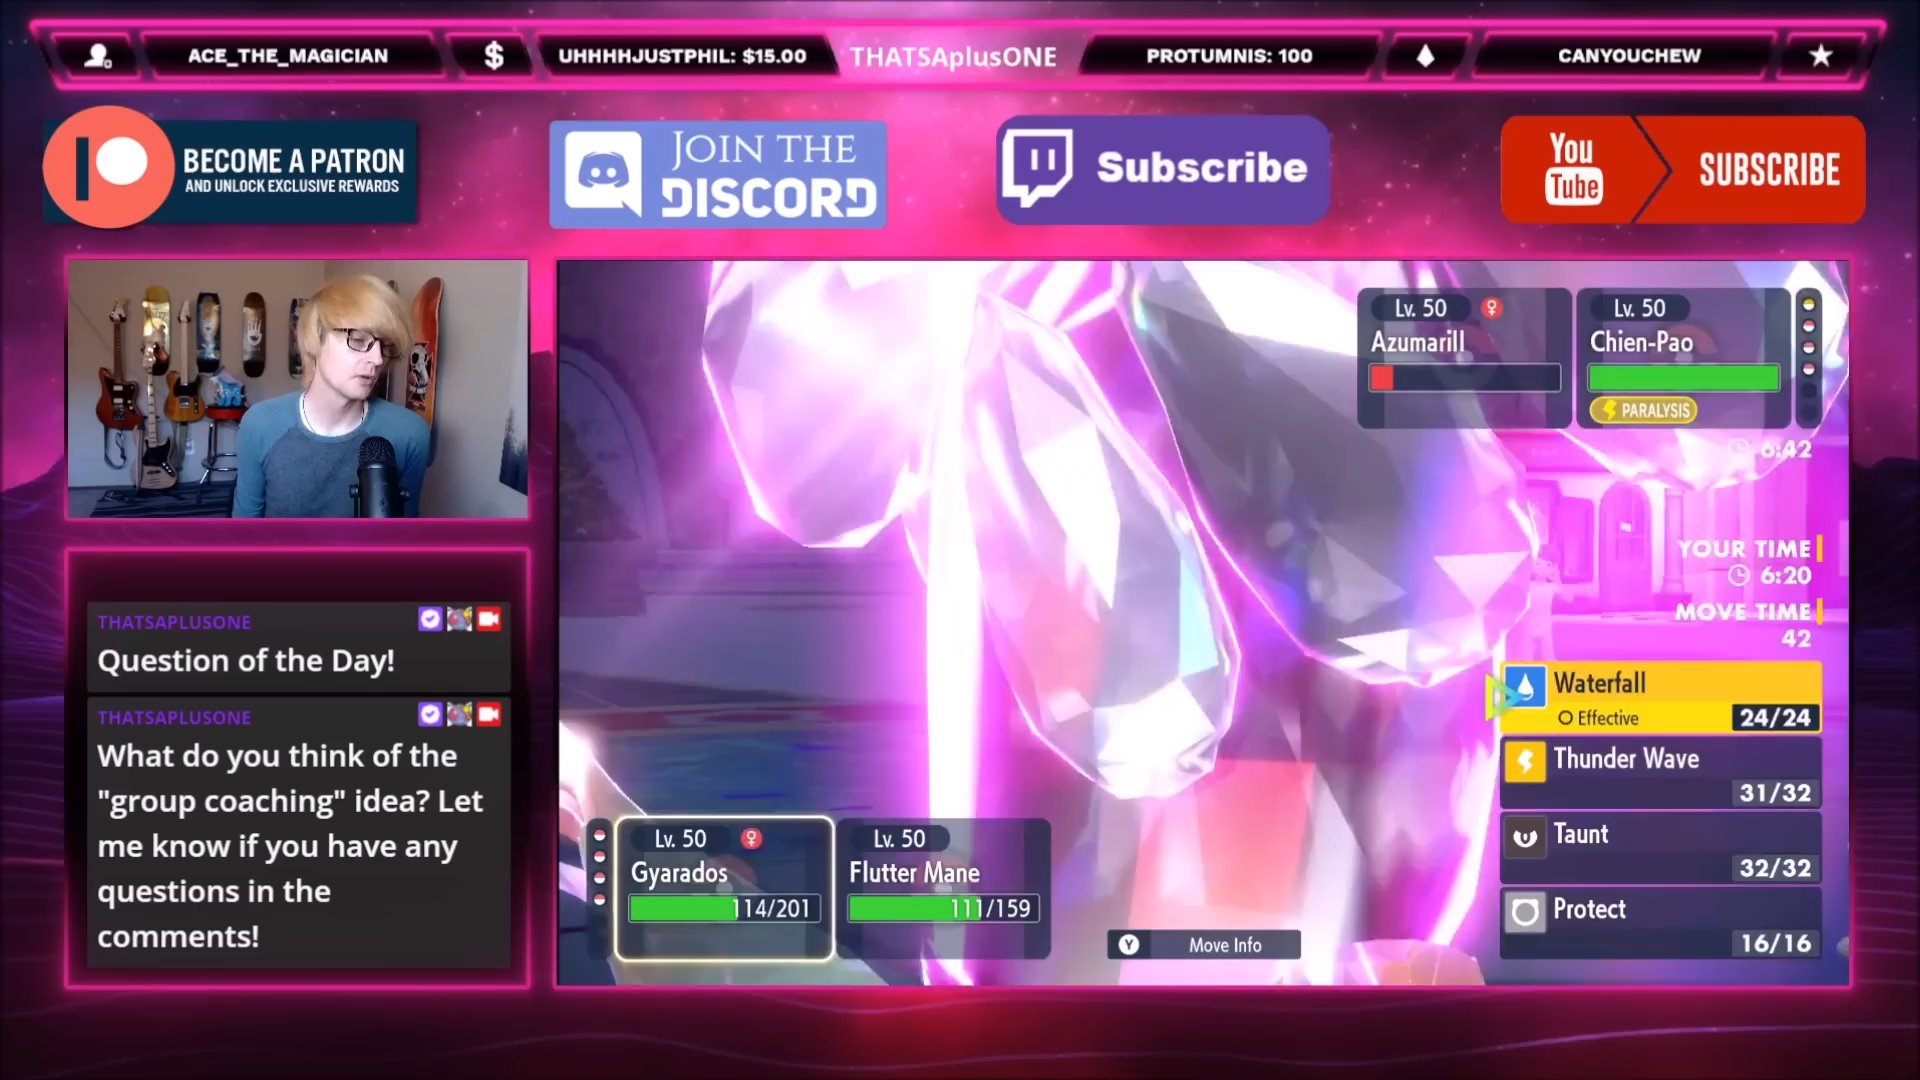 ACE_THE_MAGICIAN
$
UHHHHJUSTPHIL: $15.00
THATSAplusONE
PROTUMNIS: 100
CANYOUCHEW
BECOME A PATRON
AND UNLOCK EXCLUSIVE REWARDS
JOIN THE
DISCORD
Subscribe
You
Tube
SUBSCRIBE
Lv. 50
Azumarill
Lv. 50
Chien-Pao
PARALYSIS
6:42
YOUR TIME
6:20
MOVE TIME
42
Waterfall
Effective
24/24
Thunder Wave
31/32
Taunt
32/32
Protect
16/16
THATSAPLUSONE
Question of the Day!
THATSAPLUSONE
What do you think of the
"group coaching" idea? Let
me know if you have any
questions in the
comments!
Lv. 50
Gyarados
114/201
Lv. 50
Flutter Mane
111/159
Y
Move Info